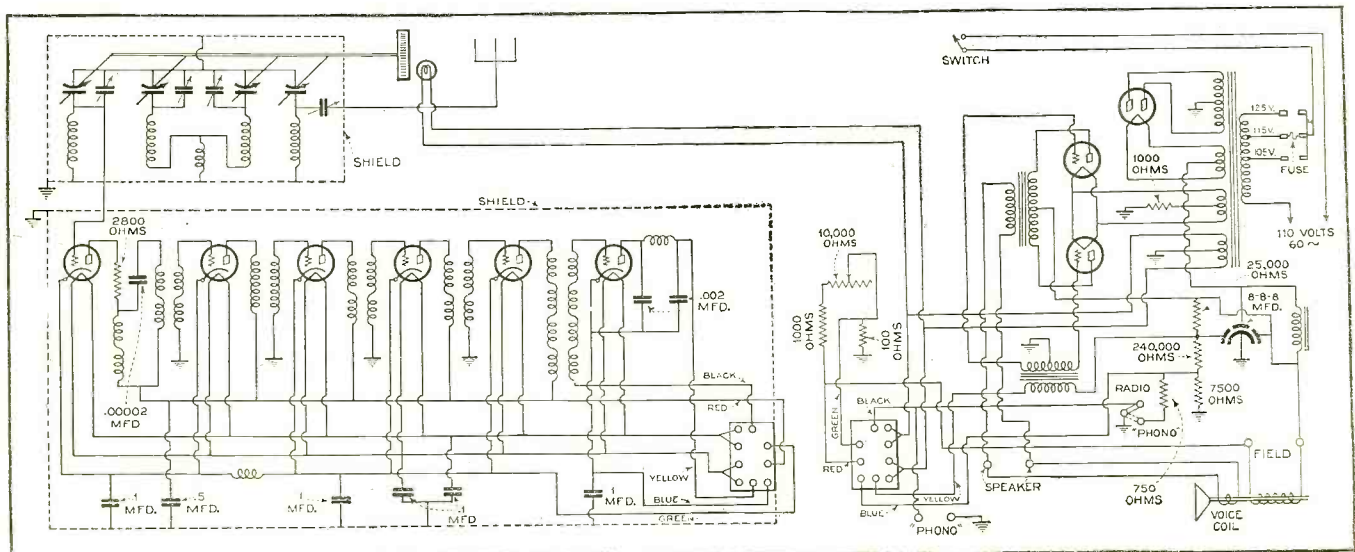 SWITCH
SHIELD
125 V.
115 V.
105 V.
FUSE
1000
OHMS
110 VOLTS
60 ~
SHIELD
2800
OHMS
.00002
MFD
.002
MFD.
BLACK
RED
YELLOW
BLUE
GREEN
.1
MFD.
.5
MFD.
.1
MFD.
.1
MFD
1
MFD.
10,000
OHMS
1000
OHMS
100
OHMS
GREEN
BLACK
RED
YELLOW
BLUE
"PHONO"
25,000
OHMS
8-8-8
MFD.
240,000
OHMS
7500
OHMS
RADIO
"PHONO"
FIELD
SPEAKER
750
OHMS
VOICE
COIL